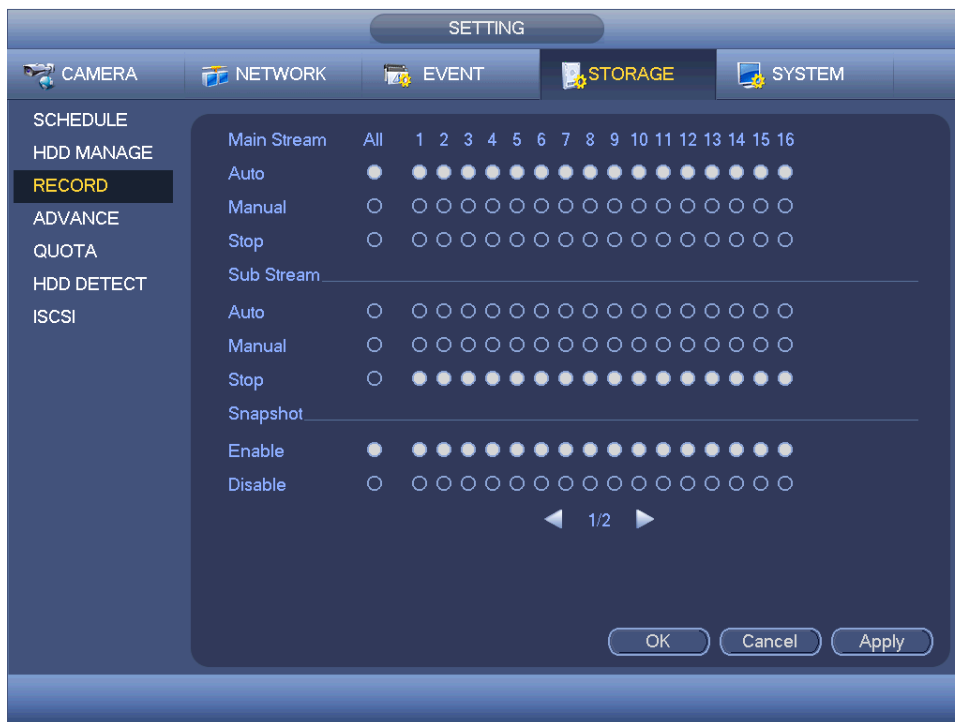 SETTING
CAMERA NETWORK EVENT STORAGE SYSTEM
SCHEDULE
HDD MANAGE
RECORD
ADVANCE
QUOTA
HDD DETECT
ISCSI
Main Stream All 1 2 3 4 5 6 7 8 9 10 11 12 13 14 15 16
Auto
Manual
Stop
Sub Stream
Auto
Manual
Stop
Snapshot
Enable
Disable
1/2
OK Cancel Apply